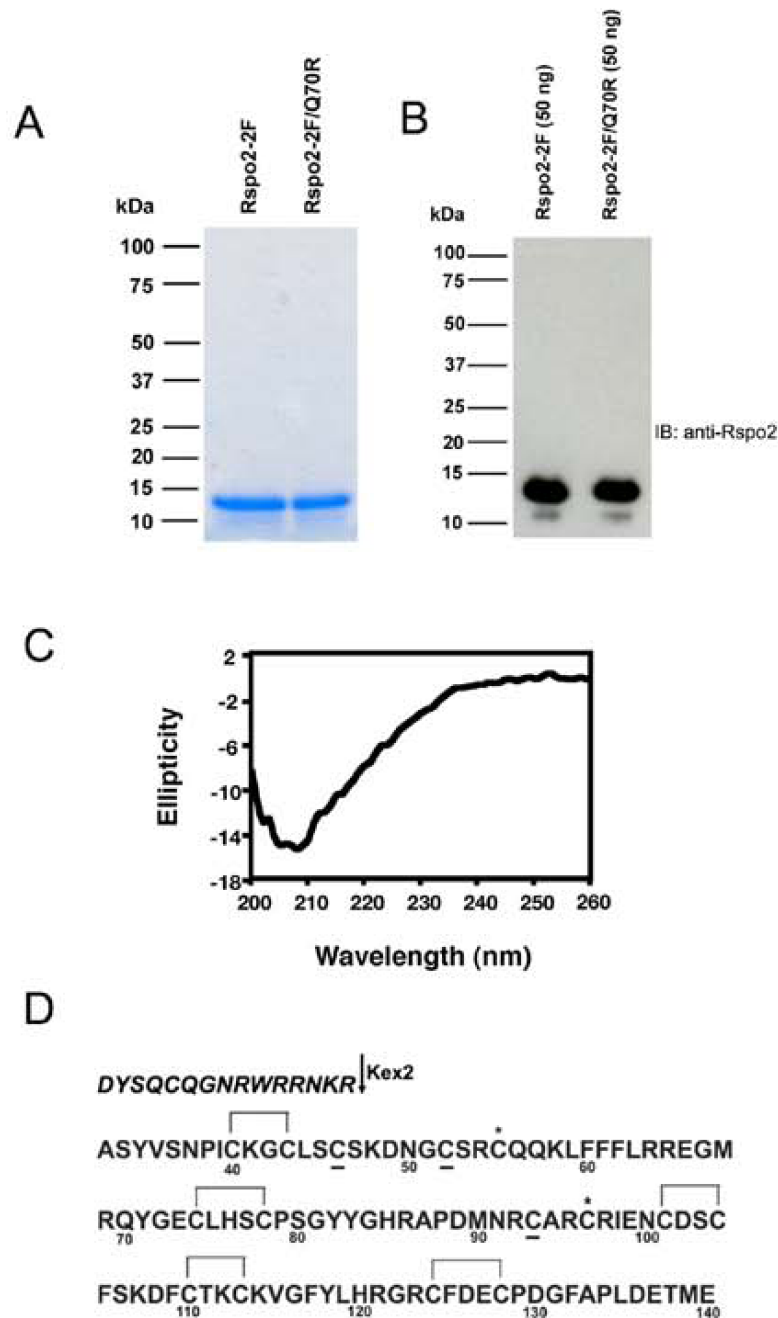 A
B
Rspo2-2F
Rspo2-2F/Q70R
Rspo2-2F (50 ng)
Rspo2-2F/Q70R (50 ng)
kDa
100
75
50
37
25
20
15
10
kDa
100
75
50
37
25
20
15
10
IB: anti-Rspo2
C
2
-2
-6
-10
-14
-18
Ellipticity
200 210 220 230 240 250 260
Wavelength (nm)
D
DYSQCQGNRWRRNKR Kex2
* 
ASYVSNPICKGCLSCSKDNGCSRCQQKLFFFLRREGM
40 50 60
*
RQYGECLHSCPSGYYGHRAPDMNRCARCRIENCDSC
70 80 90 100
FSKDFCTKCKVGFYLHRGRCFDECPDGFAPLDETME
110 120 130 140